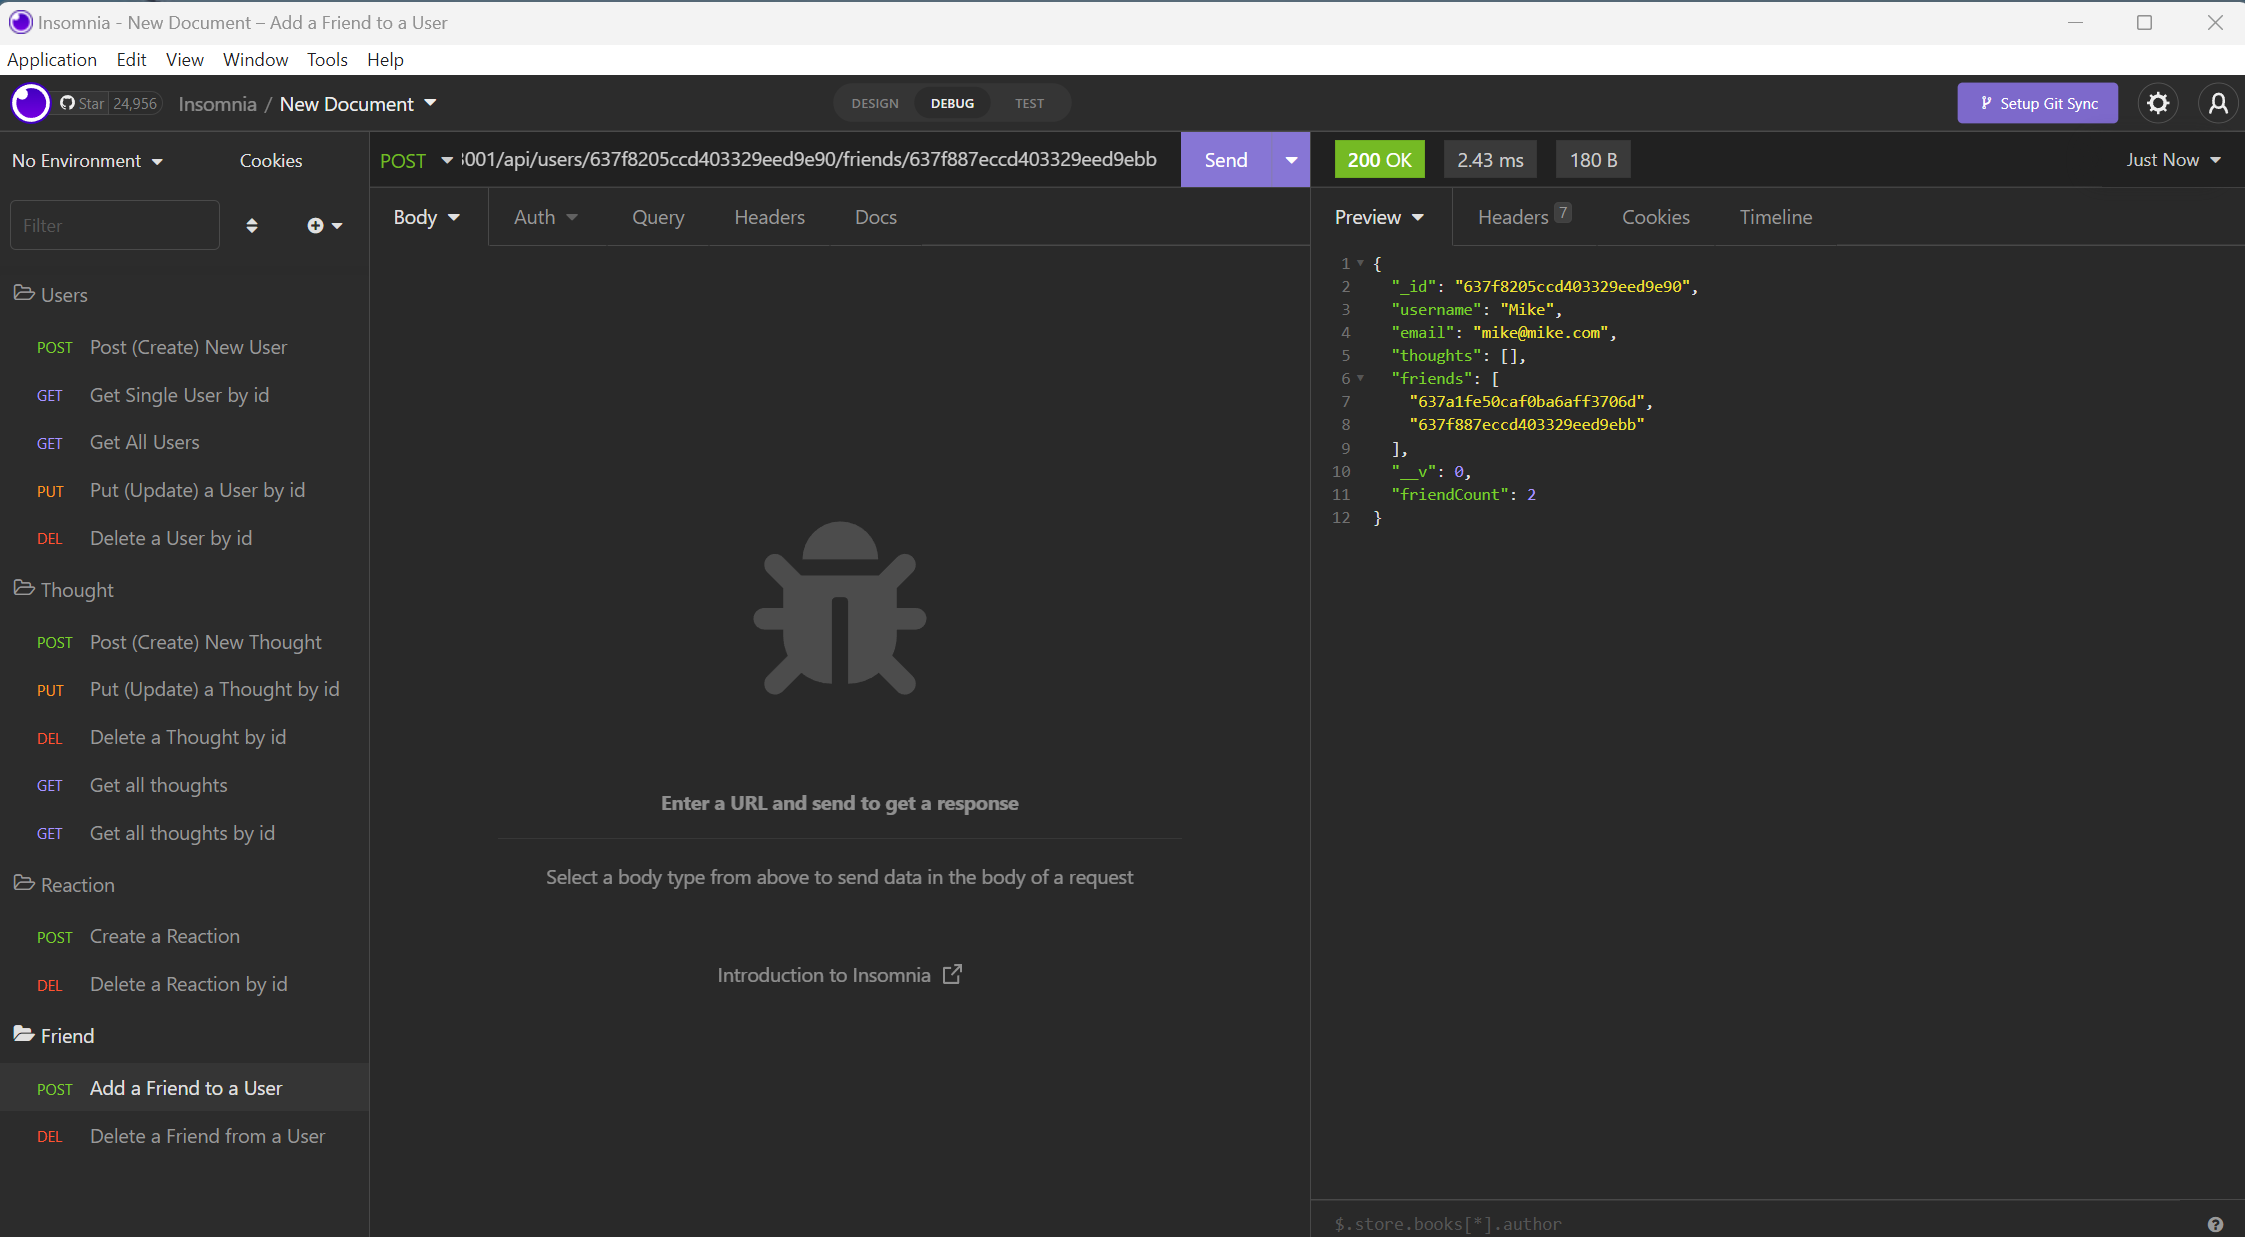 Insomnia - New Document – Add a Friend to a User
Application Edit View Window Tools Help
Star 24,956 Insomnia / New Document DESIGN DEBUG TEST Setup Git Sync
No Environment Cookies
POST :001/api/users/637f8205ccd403329eed9e90/friends/637f887eccd403329eed9ebb Send
200 OK 2.43 ms 180 B Just Now
Filter
Users
POST Post (Create) New User
GET Get Single User by id
GET Get All Users
PUT Put (Update) a User by id
DEL Delete a User by id
Thought
POST Post (Create) New Thought
PUT Put (Update) a Thought by id
DEL Delete a Thought by id
GET Get all thoughts
GET Get all thoughts by id
Reaction
POST Create a Reaction
DEL Delete a Reaction by id
Friend
POST Add a Friend to a User
DEL Delete a Friend from a User
Body Auth Query Headers Docs
Enter a URL and send to get a response
Select a body type from above to send data in the body of a request
Introduction to Insomnia
Preview Headers 7 Cookies Timeline
1 {
2 "_id": "637f8205ccd403329eed9e90",
3 "username": "Mike",
4 "email": "mike@mike.com",
5 "thoughts": [],
6 "friends": [
7 "637a1fe50caf0ba6aff3706d",
8 "637f887eccd403329eed9ebb"
9 ],
10 "__v": 0,
11 "friendCount": 2
12 }
$.store.books[*].author